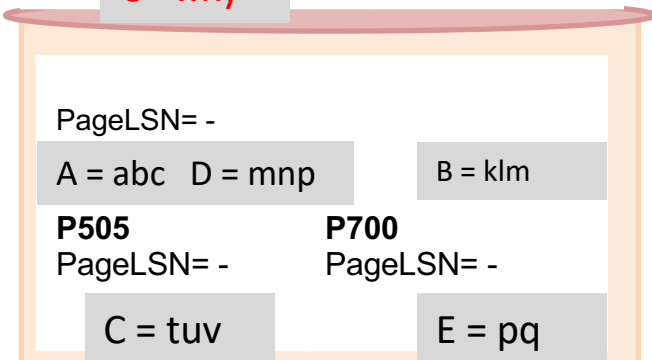 PageLSN= -
A = abc D = mnp B = klm
P505 P700
PageLSN= - PageLSN= -
C = tuv E = pq